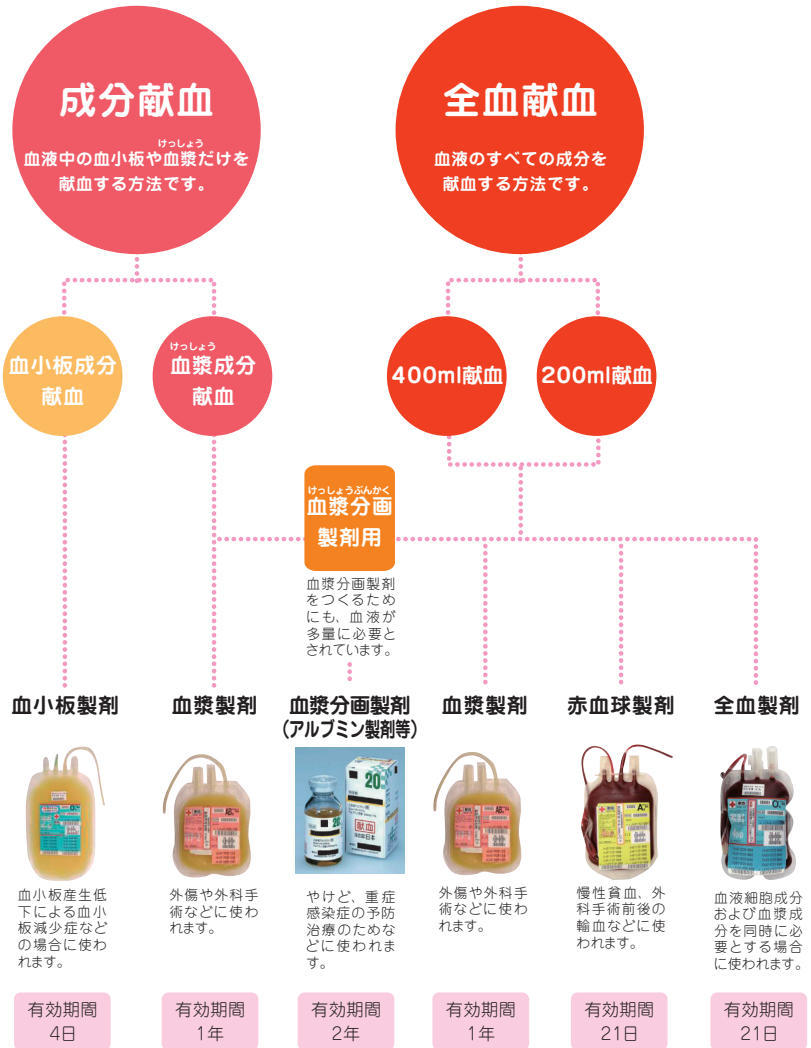 成分献血
けっしょう
血液中の血小板や血漿だけを
献血する方法です。
全血献血
血液のすべての成分を
献血する方法です。
血小板成分
献血
けっしょう
血漿成分
献血
400ml献血
200ml献血
けっしょうぶんかく
血漿分画
製剤用
血漿分画製剤
をつくるため
にも、血液が
多量に必要と
されています。
血小板製剤
血漿製剤
血漿分画製剤
(アルブミン製剤等)
血漿製剤
赤血球製剤
全血製剤
20
献血
日本
血小板産生低
下による血小
板減少症など
の場合に使わ
れます。
外傷や外科手
術などに使わ
れます。
やけど、重症
感染症の予防
治療のためな
どに使われま
す。
外傷や外科手
術などに使わ
れます。
慢性貧血、外
科手術前後の
輸血などに使
われます。
血液細胞成分
および血漿成
分を同時に必
要とする場合
に使われます。
有効期間
4日
有効期間
1年
有効期間
2年
有効期間
1年
有効期間
21日
有効期間
21日